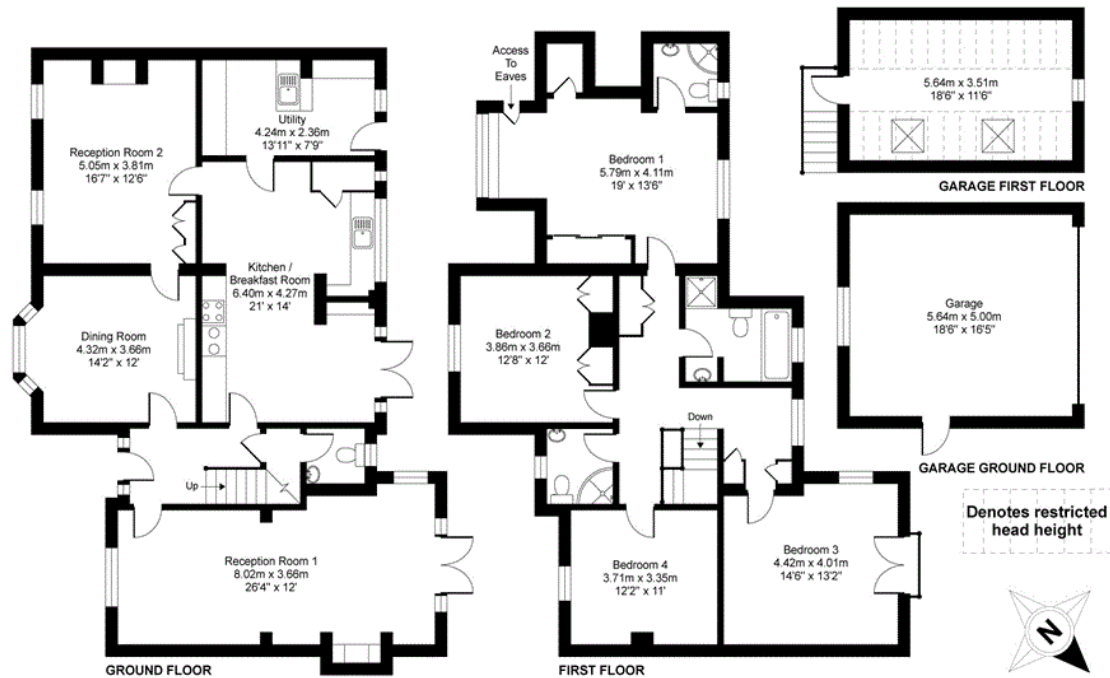 Reception Room 2
5.05m x 3.81m
16'7" x 12'6"
Utility
4.24m x 2.36m
13'11" x 7'9"
Kitchen /
Breakfast Room
6.40m x 4.27m
21' x 14'
Dining Room
4.32m x 3.66m
14'2" x 12'
Up
Reception Room 1
8.02m x 3.66m
26'4" x 12'
GROUND FLOOR
Access
To
Eaves
Bedroom 1
5.79m x 4.11m
19' x 13'6"
Bedroom 2
3.86m x 3.66m
12'8" x 12'
Down
Bedroom 4
3.71m x 3.35m
12'2" x 11'
Bedroom 3
4.42m x 4.01m
14'6" x 13'2"
FIRST FLOOR
5.64m x 3.51m
18'6" x 11'6"
GARAGE FIRST FLOOR
Garage
5.64m x 5.00m
18'6" x 16'5"
GARAGE GROUND FLOOR
Denotes restricted
head height
N